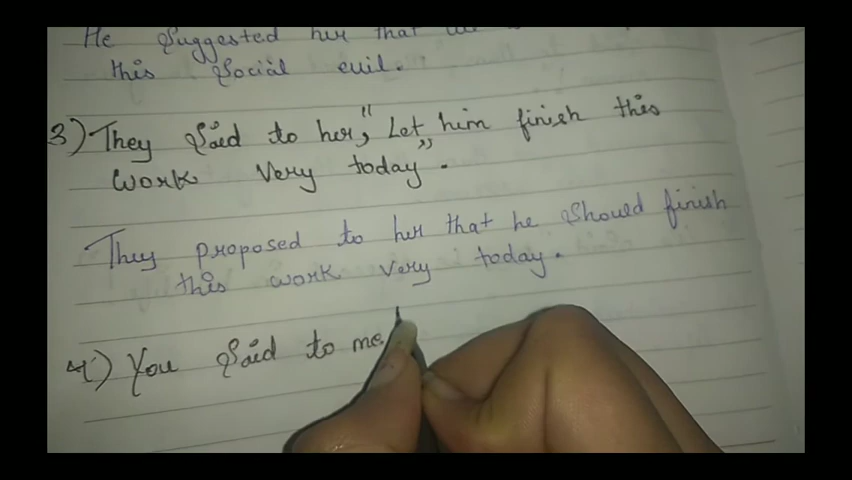 He suggested her that
this social evil.
3) They said to her, "Let him finish this
work very today".
They proposed to her that he should finish
this work very today.
4) You said to me